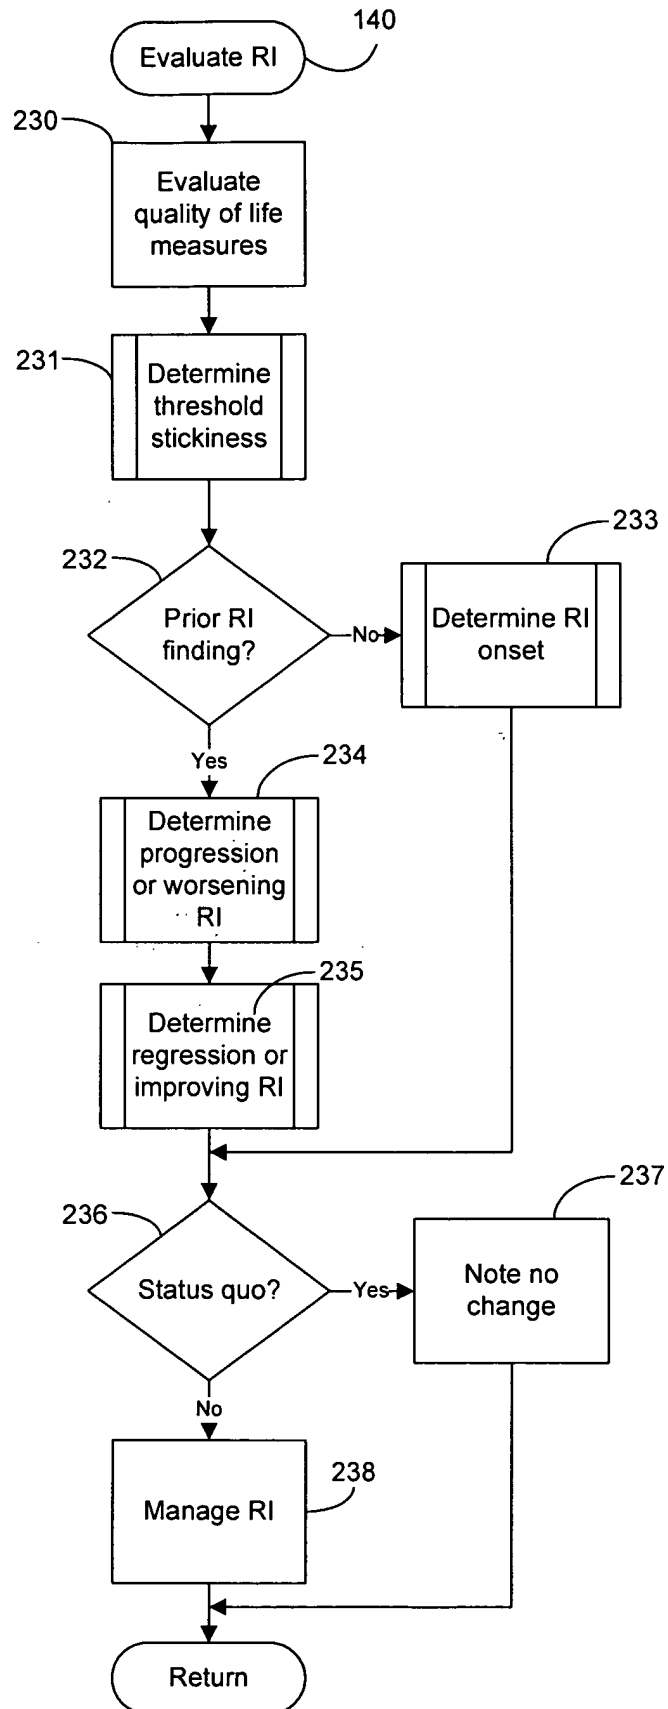 Evaluate RI
140
230
Evaluate
quality of life
measures
231
Determine
threshold
stickiness
232
Prior RI
finding?
No
233
Determine RI
onset
Yes
234
Determine
progression
or worsening
RI
235
Determine
regression or
improving RI
236
Status quo?
Yes
237
Note no
change
No
Manage RI
238
Return